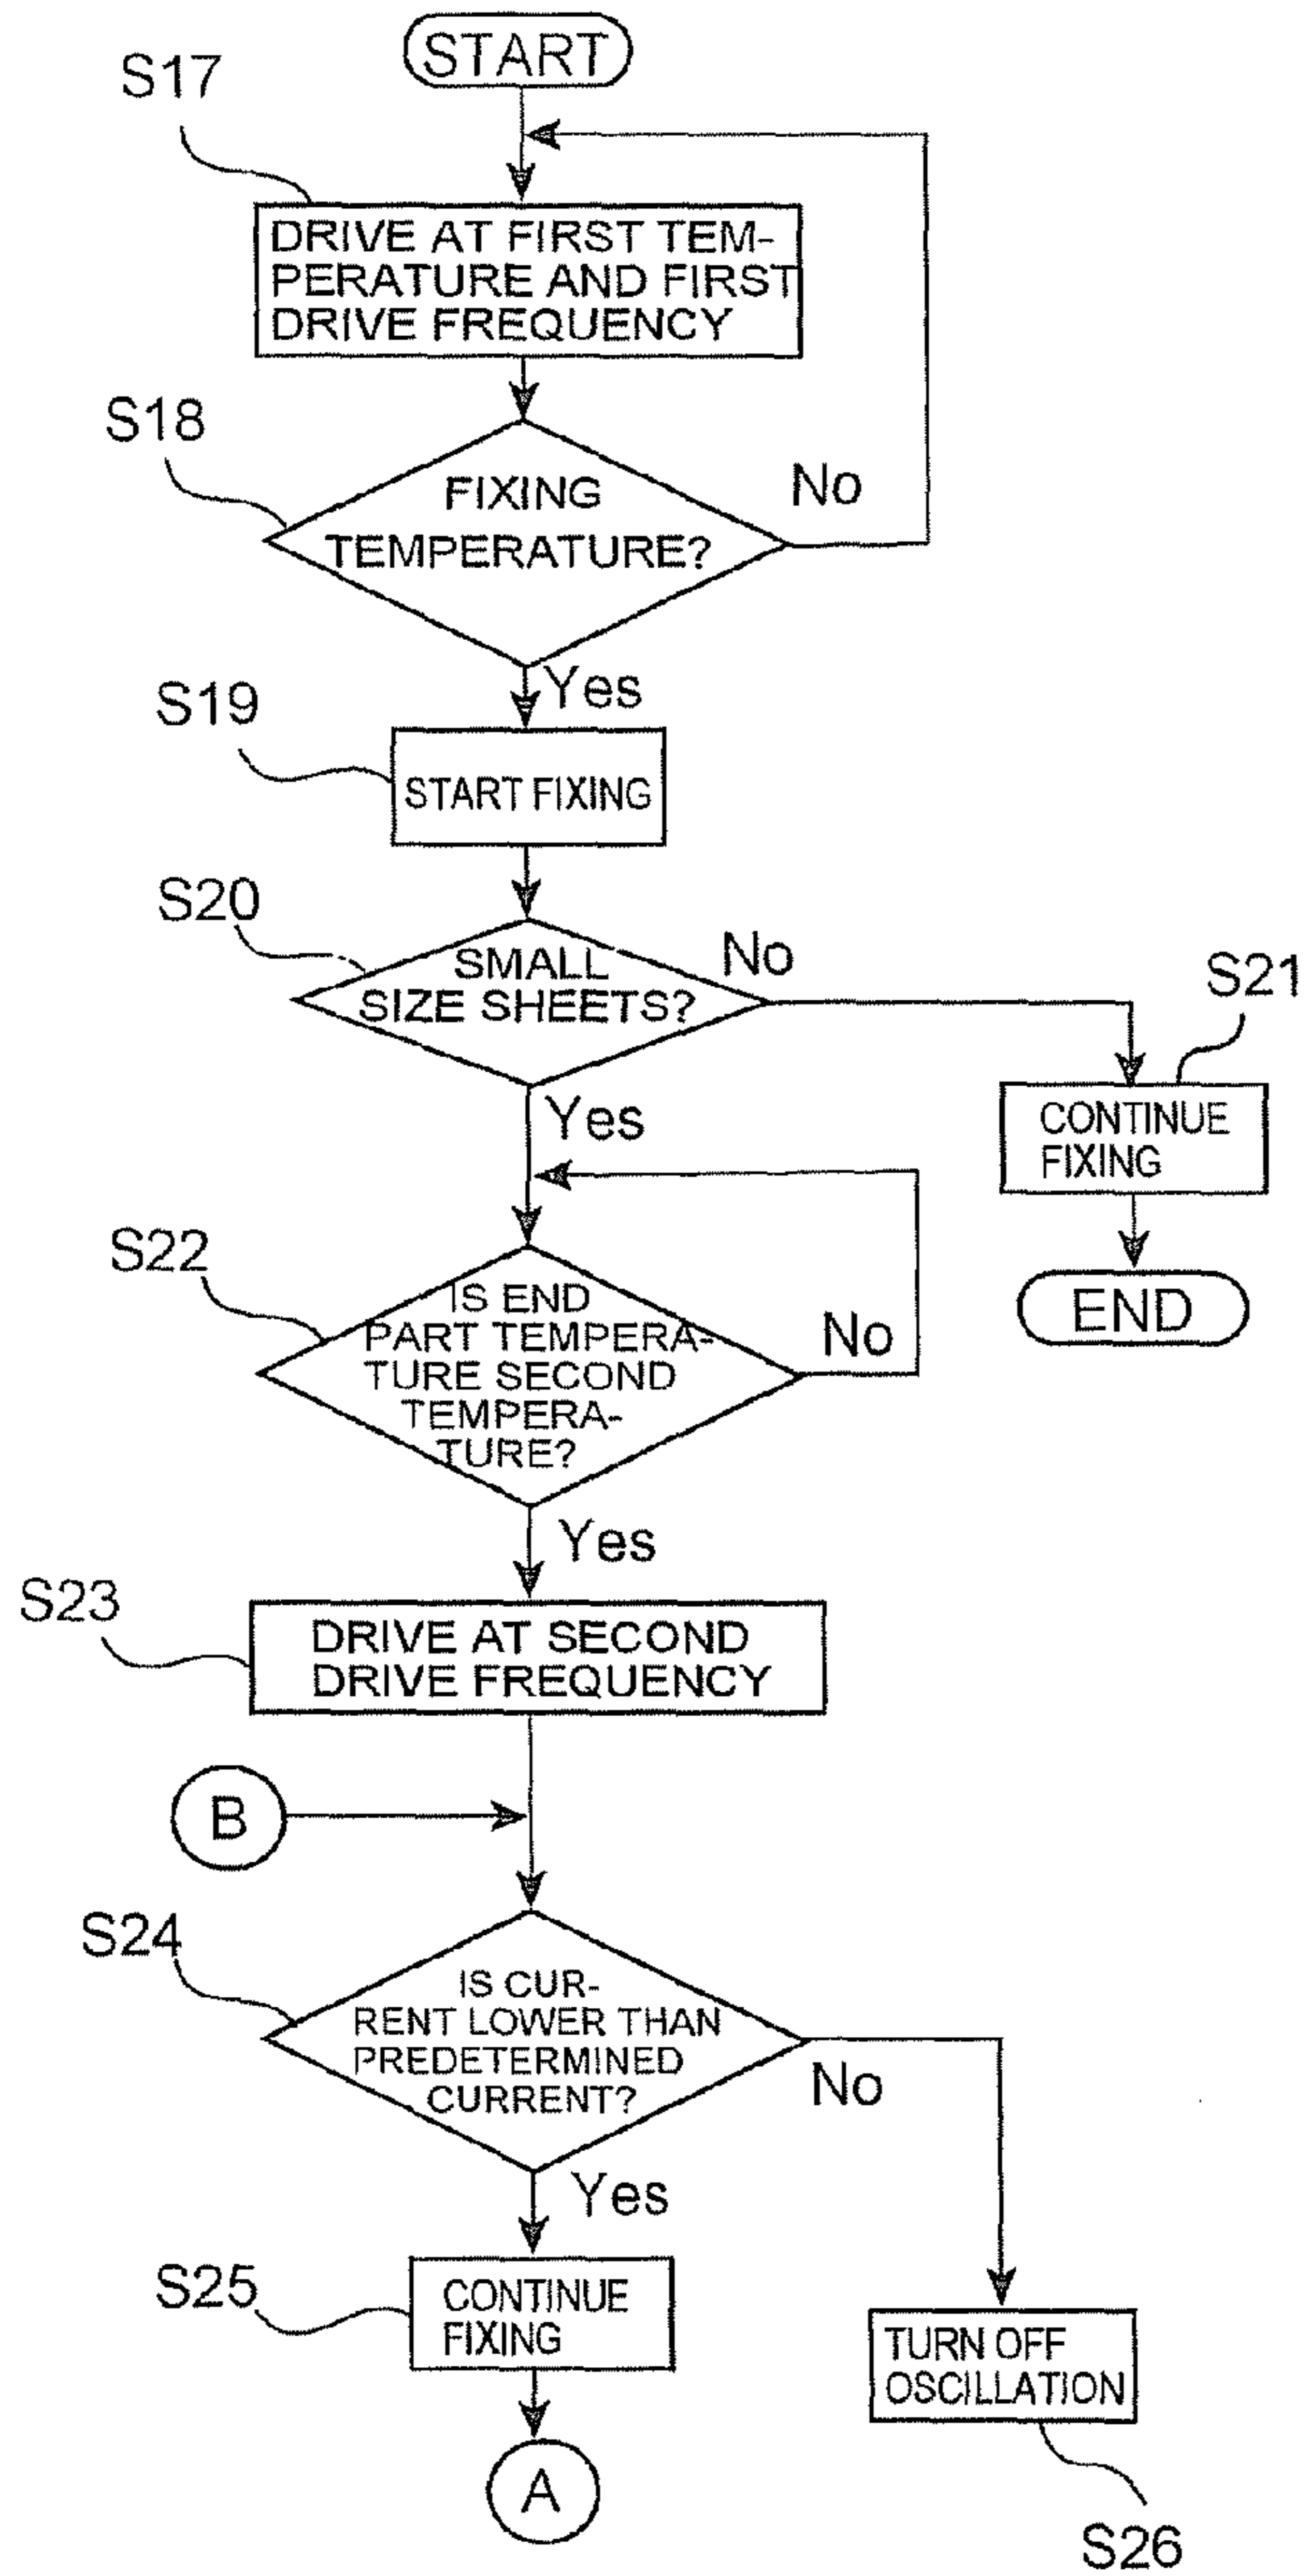 START
S17
DRIVE AT FIRST TEM-
PERATURE AND FIRST
DRIVE FREQUENCY
S18
FIXING
TEMPERATURE?
No
Yes
S19
START FIXING
S20
SMALL
SIZE SHEETS?
No
S21
CONTINUE
FIXING
END
Yes
S22
IS END
PART TEMPERA-
TURE SECOND
TEMPERA-
TURE?
No
Yes
S23
DRIVE AT SECOND
DRIVE FREQUENCY
B
S24
IS CUR-
RENT LOWER THAN
PREDETERMINED
CURRENT?
No
Yes
S25
CONTINUE
FIXING
TURN OFF
OSCILLATION
A
S26